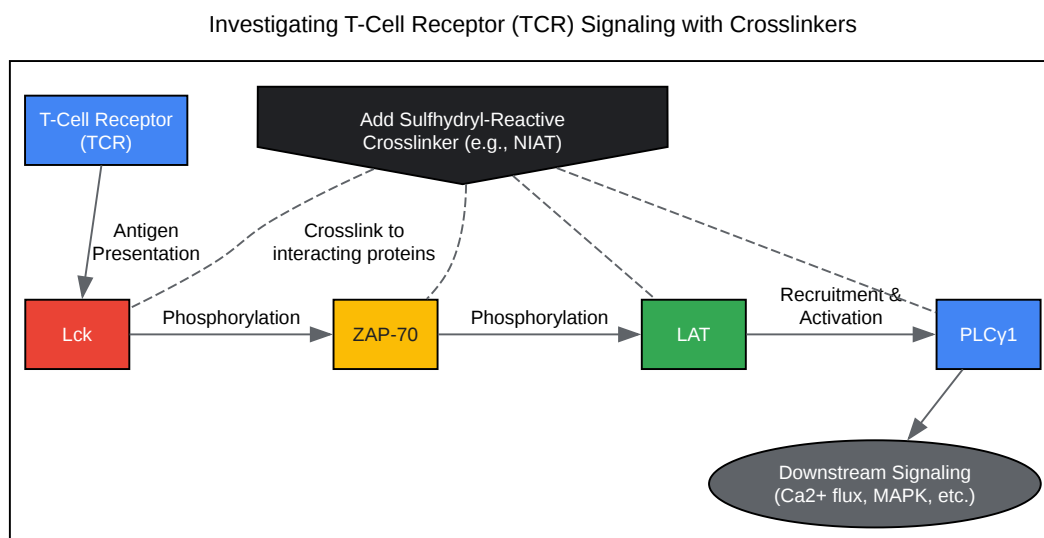 Investigating T-Cell Receptor (TCR) Signaling with Crosslinkers
T-Cell Receptor
(TCR)
Add Sulfhydryl-Reactive
Crosslinker (e.g., NIAT)
Antigen
Presentation
Crosslink to
interacting proteins
Lck
Phosphorylation
ZAP-70
Phosphorylation
LAT
Recruitment &
Activation
PLCγ1
Downstream Signaling
(Ca2+ flux, MAPK, etc.)